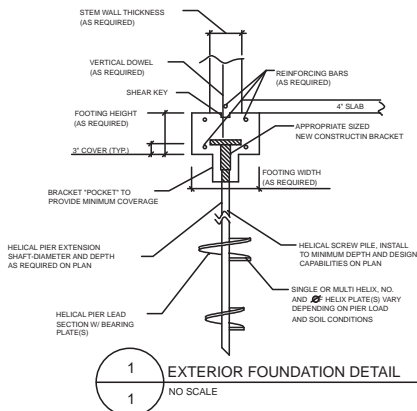 STEM WALL THICKNESS
(AS REQUIRED)
VERTICAL DOWEL
(AS REQUIRED)
SHEAR KEY
REINFORCING BARS
(AS REQUIRED)
4" SLAB
FOOTING HEIGHT
(AS REQUIRED)
APPROPRIATE SIZED
NEW CONSTRUCTIN BRACKET
3" COVER (TYP.)
FOOTING WIDTH
(AS REQUIRED)
BRACKET "POCKET" TO
PROVIDE MINIMUM COVERAGE
HELICAL PIER EXTENSION
SHAFT-DIAMETER AND DEPTH
AS REQUIRED ON PLAN
HELICAL SCREW PILE, INSTALL
TO MINIMUM DEPTH AND DESIGN
CAPABILITIES ON PLAN
HELICAL PIER LEAD
SECTION W/ BEARING
PLATE(S)
SINGLE OR MULTI HELIX, NO.
AND Ø HELIX PLATE(S) VARY
DEPENDING ON PIER LOAD
AND SOIL CONDITIONS
1
EXTERIOR FOUNDATION DETAIL
1
NO SCALE